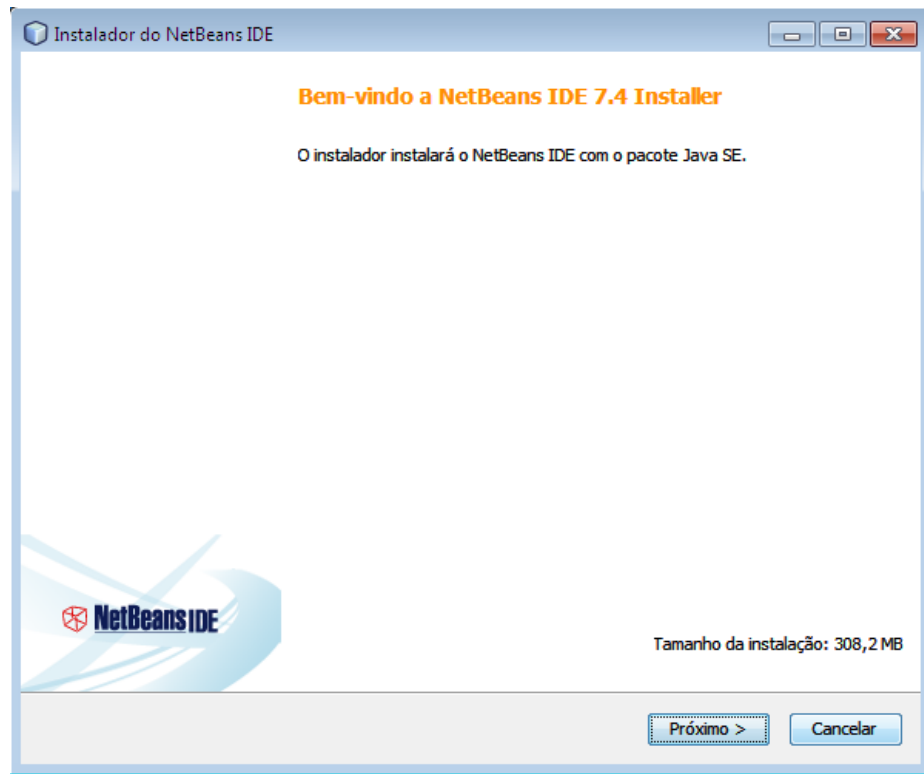 Instalador do NetBeans IDE
Bem-vindo a NetBeans IDE 7.4 Installer
O instalador instalará o NetBeans IDE com o pacote Java SE.
NetBeans IDE
Tamanho da instalação: 308,2 MB
Próximo >
Cancelar